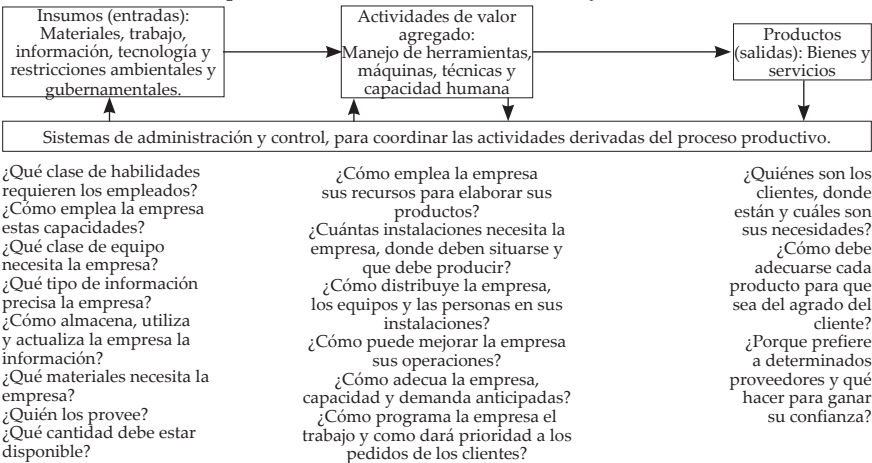 Insumos (entradas):
Materiales, trabajo,
información, tecnología y
restricciones ambientales y
gubernamentales.
Actividades de valor
agregado:
Manejo de herramientas,
máquinas, técnicas y
capacidad humana
Productos
(salidas): Bienes y
servicios
Sistemas de administración y control, para coordinar las actividades derivadas del proceso productivo.
¿Qué clase de habilidades
requieren los empleados?
¿Cómo emplea la empresa
estas capacidades?
¿Qué clase de equipo
necesita la empresa?
¿Qué tipo de información
precisa la empresa?
¿Cómo almacena, utiliza
y actualiza la empresa la
información?
¿Qué materiales necesita la
empresa?
¿Quién los provee?
¿Qué cantidad debe estar
disponible?
¿Cómo emplea la empresa
sus recursos para elaborar sus
productos?
¿Cuántas instalaciones necesita la
empresa, donde deben situarse y
que debe producir?
¿Cómo distribuye la empresa,
los equipos y las personas en sus
instalaciones?
¿Cómo puede mejorar la empresa
sus operaciones?
¿Cómo adecua la empresa,
capacidad y demanda anticipadas?
¿Cómo programa la empresa el
trabajo y como dará prioridad a los
pedidos de los clientes?
¿Quiénes son los
clientes, donde
están y cuáles son
sus necesidades?
¿Cómo debe
adecuarse cada
producto para que
sea del agrado del
cliente?
¿Porque prefiere
a determinados
proveedores y qué
hacer para ganar
su confianza?